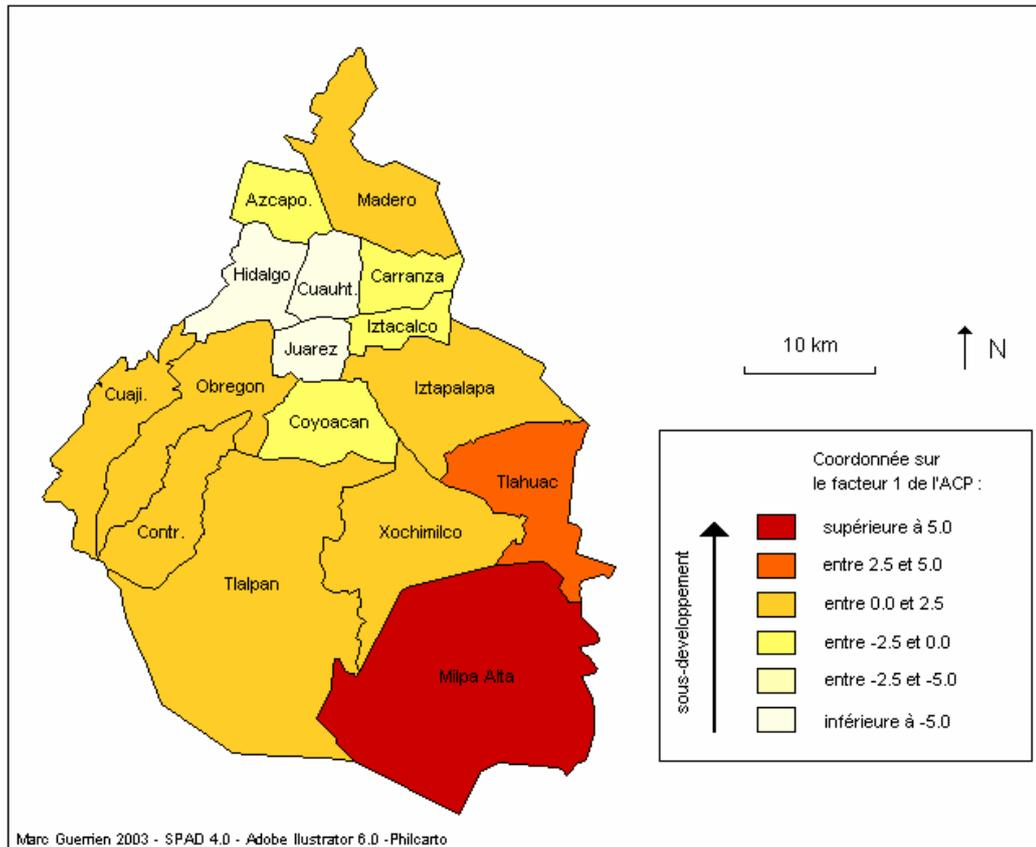 Azcapo.
Madero
Hidalgo
Cuauht.
Carranza
Iztacalco
Juarez
10 km
N
Cuaji.
Obregon
Iztapalapa
Coyoacan
Tlahuac
Contr.
Xochimilco
Tlalpan
Milpa Alta
Coordonnée sur
le facteur 1 de l'ACP :
sous-developpement
supérieure à 5.0
entre 2.5 et 5.0
entre 0.0 et 2.5
entre -2.5 et 0.0
entre -2.5 et -5.0
inférieure à -5.0
Marc Guerrien 2003 - SPAD 4.0 - Adobe Ilustrator 6.0 -Philcarto